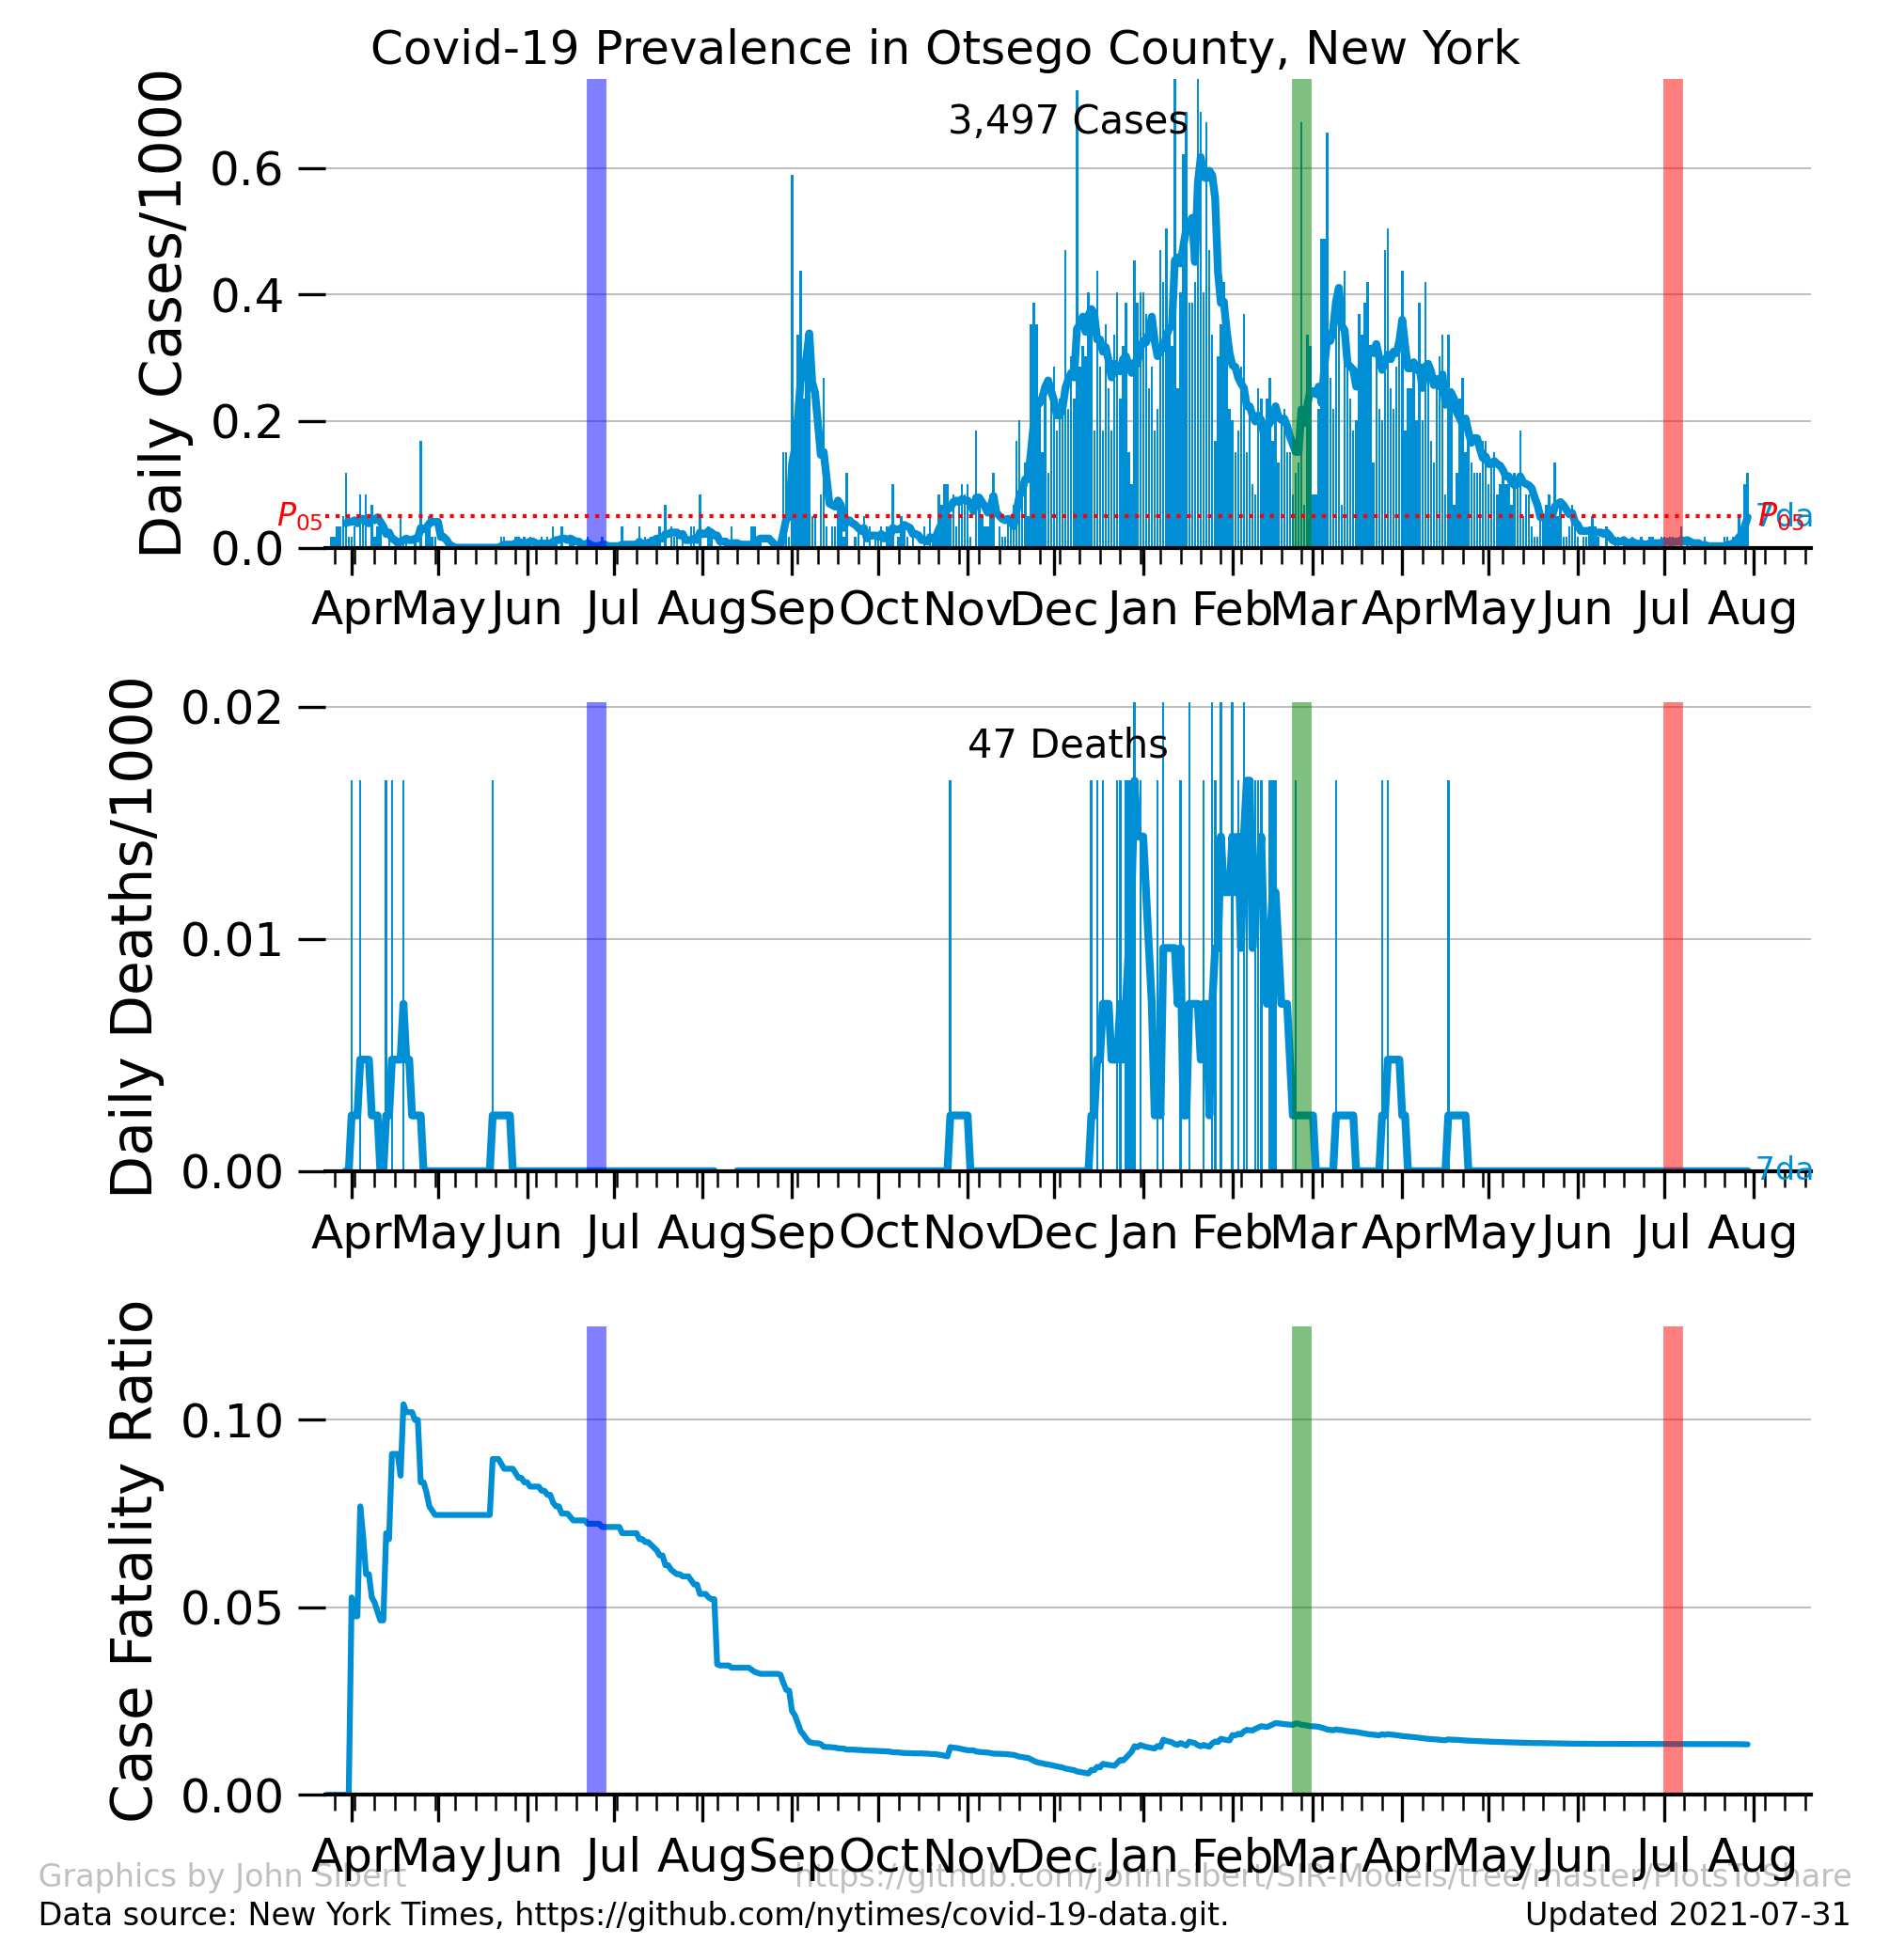 Covid-19 Prevalence in Otsego County, New York
Daily Cases/1000
3,497 Cases
0.6
0.4
0.2
0.0
P05
7da
P05
Apr May Jun Jul Aug Sep Oct Nov Dec Jan Feb Mar Apr May Jun Jul Aug
Daily Deaths/1000
47 Deaths
0.02
0.01
0.00
7da
Apr May Jun Jul Aug Sep Oct Nov Dec Jan Feb Mar Apr May Jun Jul Aug
Case Fatality Ratio
0.10
0.05
0.00
Apr May Jun Jul Aug Sep Oct Nov Dec Jan Feb Mar Apr May Jun Jul Aug
Graphics by John Sibert https://github.com/johnrsibert/SIR-Models/tree/master/PlotsToShare
Data source: New York Times, https://github.com/nytimes/covid-19-data.git. Updated 2021-07-31